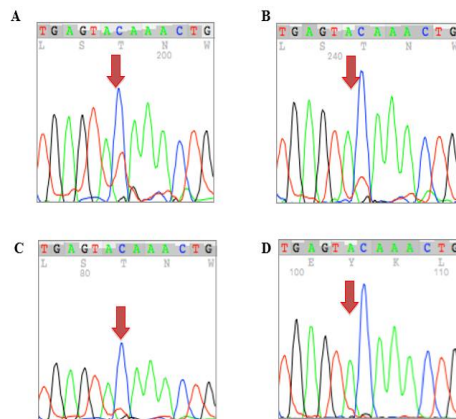 A
B
TGAGTACAAACTG
L S T N W
200
TGAGTACAAACTG
L S T N W
240
C
D
TGAGTACAAACTG
L S T N W
80
TGAGTACAAACTG
E Y K L
100 110